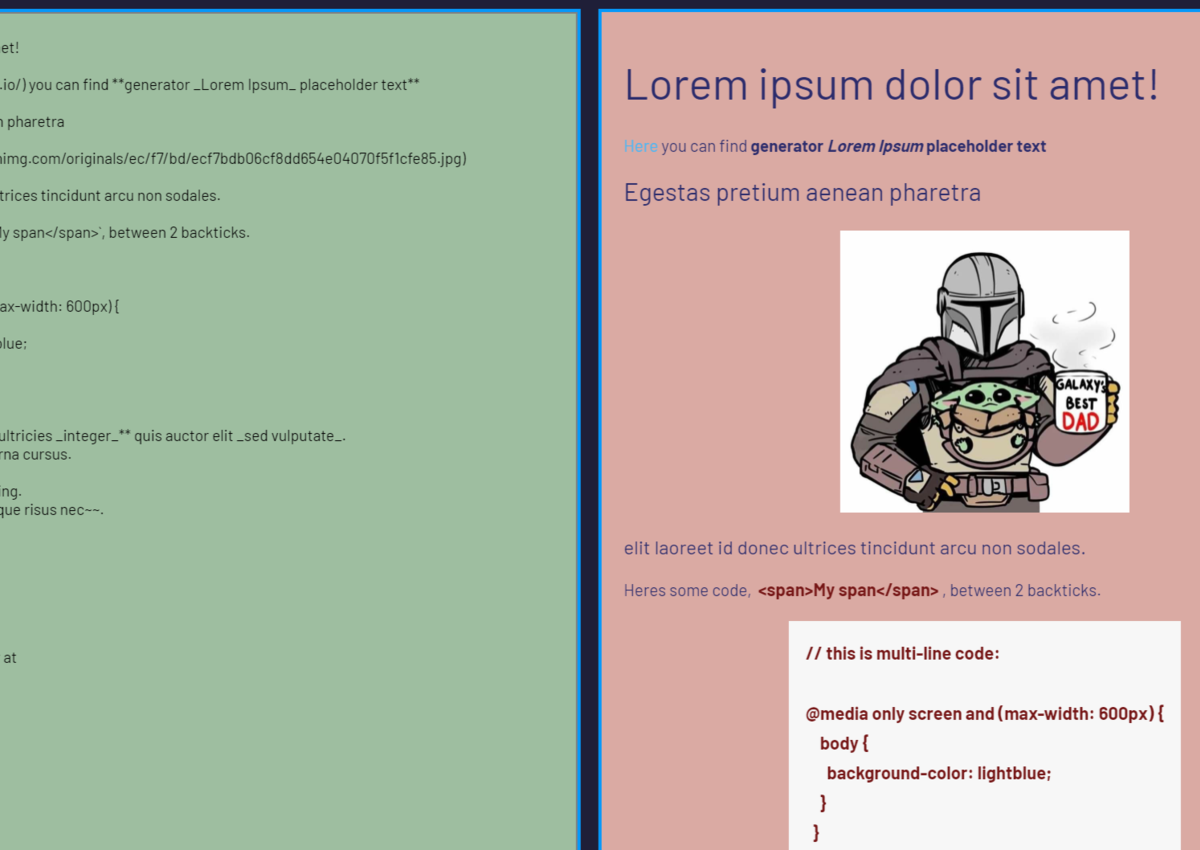 et!
.io/) you can find **generator _Lorem Ipsum_ placeholder text**
pharetra
img.com/originals/ec/f7/bd/ecf7bdb06cf8dd654e04070f5f1cfe85.jpg)
trices tincidunt arcu non sodales.
y span</span>`, between 2 backticks.
ax-width: 600px) {
lue;
ultricies _integer_** quis auctor elit _sed vulputate_.
rna cursus.
ing.
que risus nec~~.
at
Lorem ipsum dolor sit amet!
Here you can find generator Lorem Ipsum placeholder text
Egestas pretium aenean pharetra
GALAXY'S
BEST
DAD
elit laoreet id donec ultrices tincidunt arcu non sodales.
Heres some code, <span>My span</span> , between 2 backticks.
// this is multi-line code:
@media only screen and (max-width: 600px) {
body {
background-color: lightblue;
}
}